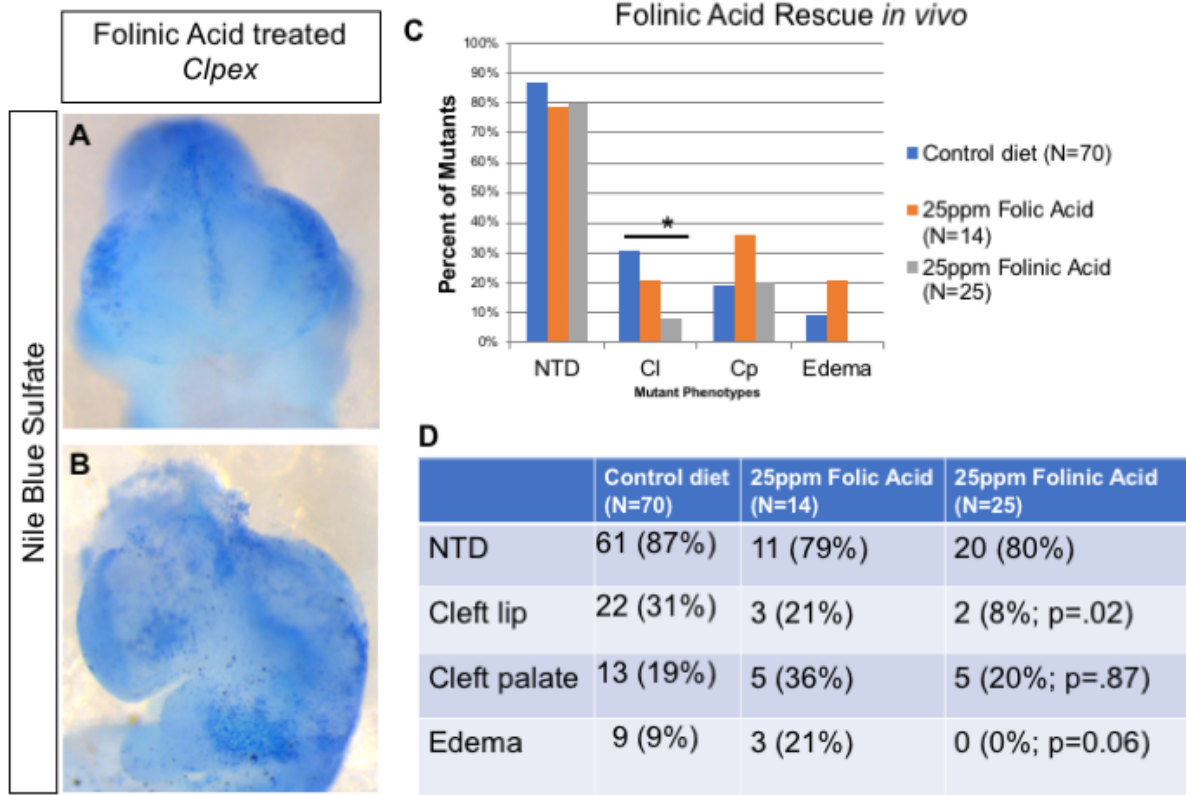 Folinic Acid treated
Clpex
Nile Blue Sulfate
A
B
C
Folinic Acid Rescue in vivo
Percent of Mutants
100%
90%
80%
70%
60%
50%
40%
30%
20%
10%
0%
*
NTD Cl Cp Edema
Mutant Phenotypes
Control diet (N=70)
25ppm Folic Acid
(N=14)
25ppm Folinic Acid
(N=25)
D
Control diet (N=70) 25ppm Folic Acid (N=14) 25ppm Folinic Acid (N=25)
NTD 61 (87%) 11 (79%) 20 (80%)
Cleft lip 22 (31%) 3 (21%) 2 (8%; p=.02)
Cleft palate 13 (19%) 5 (36%) 5 (20%; p=.87)
Edema 9 (9%) 3 (21%) 0 (0%; p=0.06)